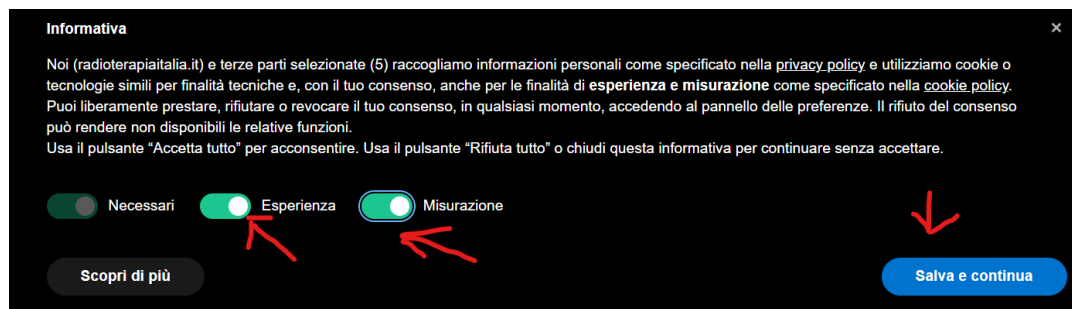 Informativa
×
Noi (radioterapiaitalia.it) e terze parti selezionate (5) raccogliamo informazioni personali come specificato nella privacy policy e utilizziamo cookie o
tecnologie simili per finalità tecniche e, con il tuo consenso, anche per le finalità di esperienza e misurazione come specificato nella cookie policy.
Puoi liberamente prestare, rifiutare o revocare il tuo consenso, in qualsiasi momento, accedendo al pannello delle preferenze. Il rifiuto del consenso
può rendere non disponibili le relative funzioni.
Usa il pulsante “Accetta tutto” per acconsentire. Usa il pulsante “Rifiuta tutto” o chiudi questa informativa per continuare senza accettare.
Necessari Esperienza Misurazione
Scopri di più Salva e continua